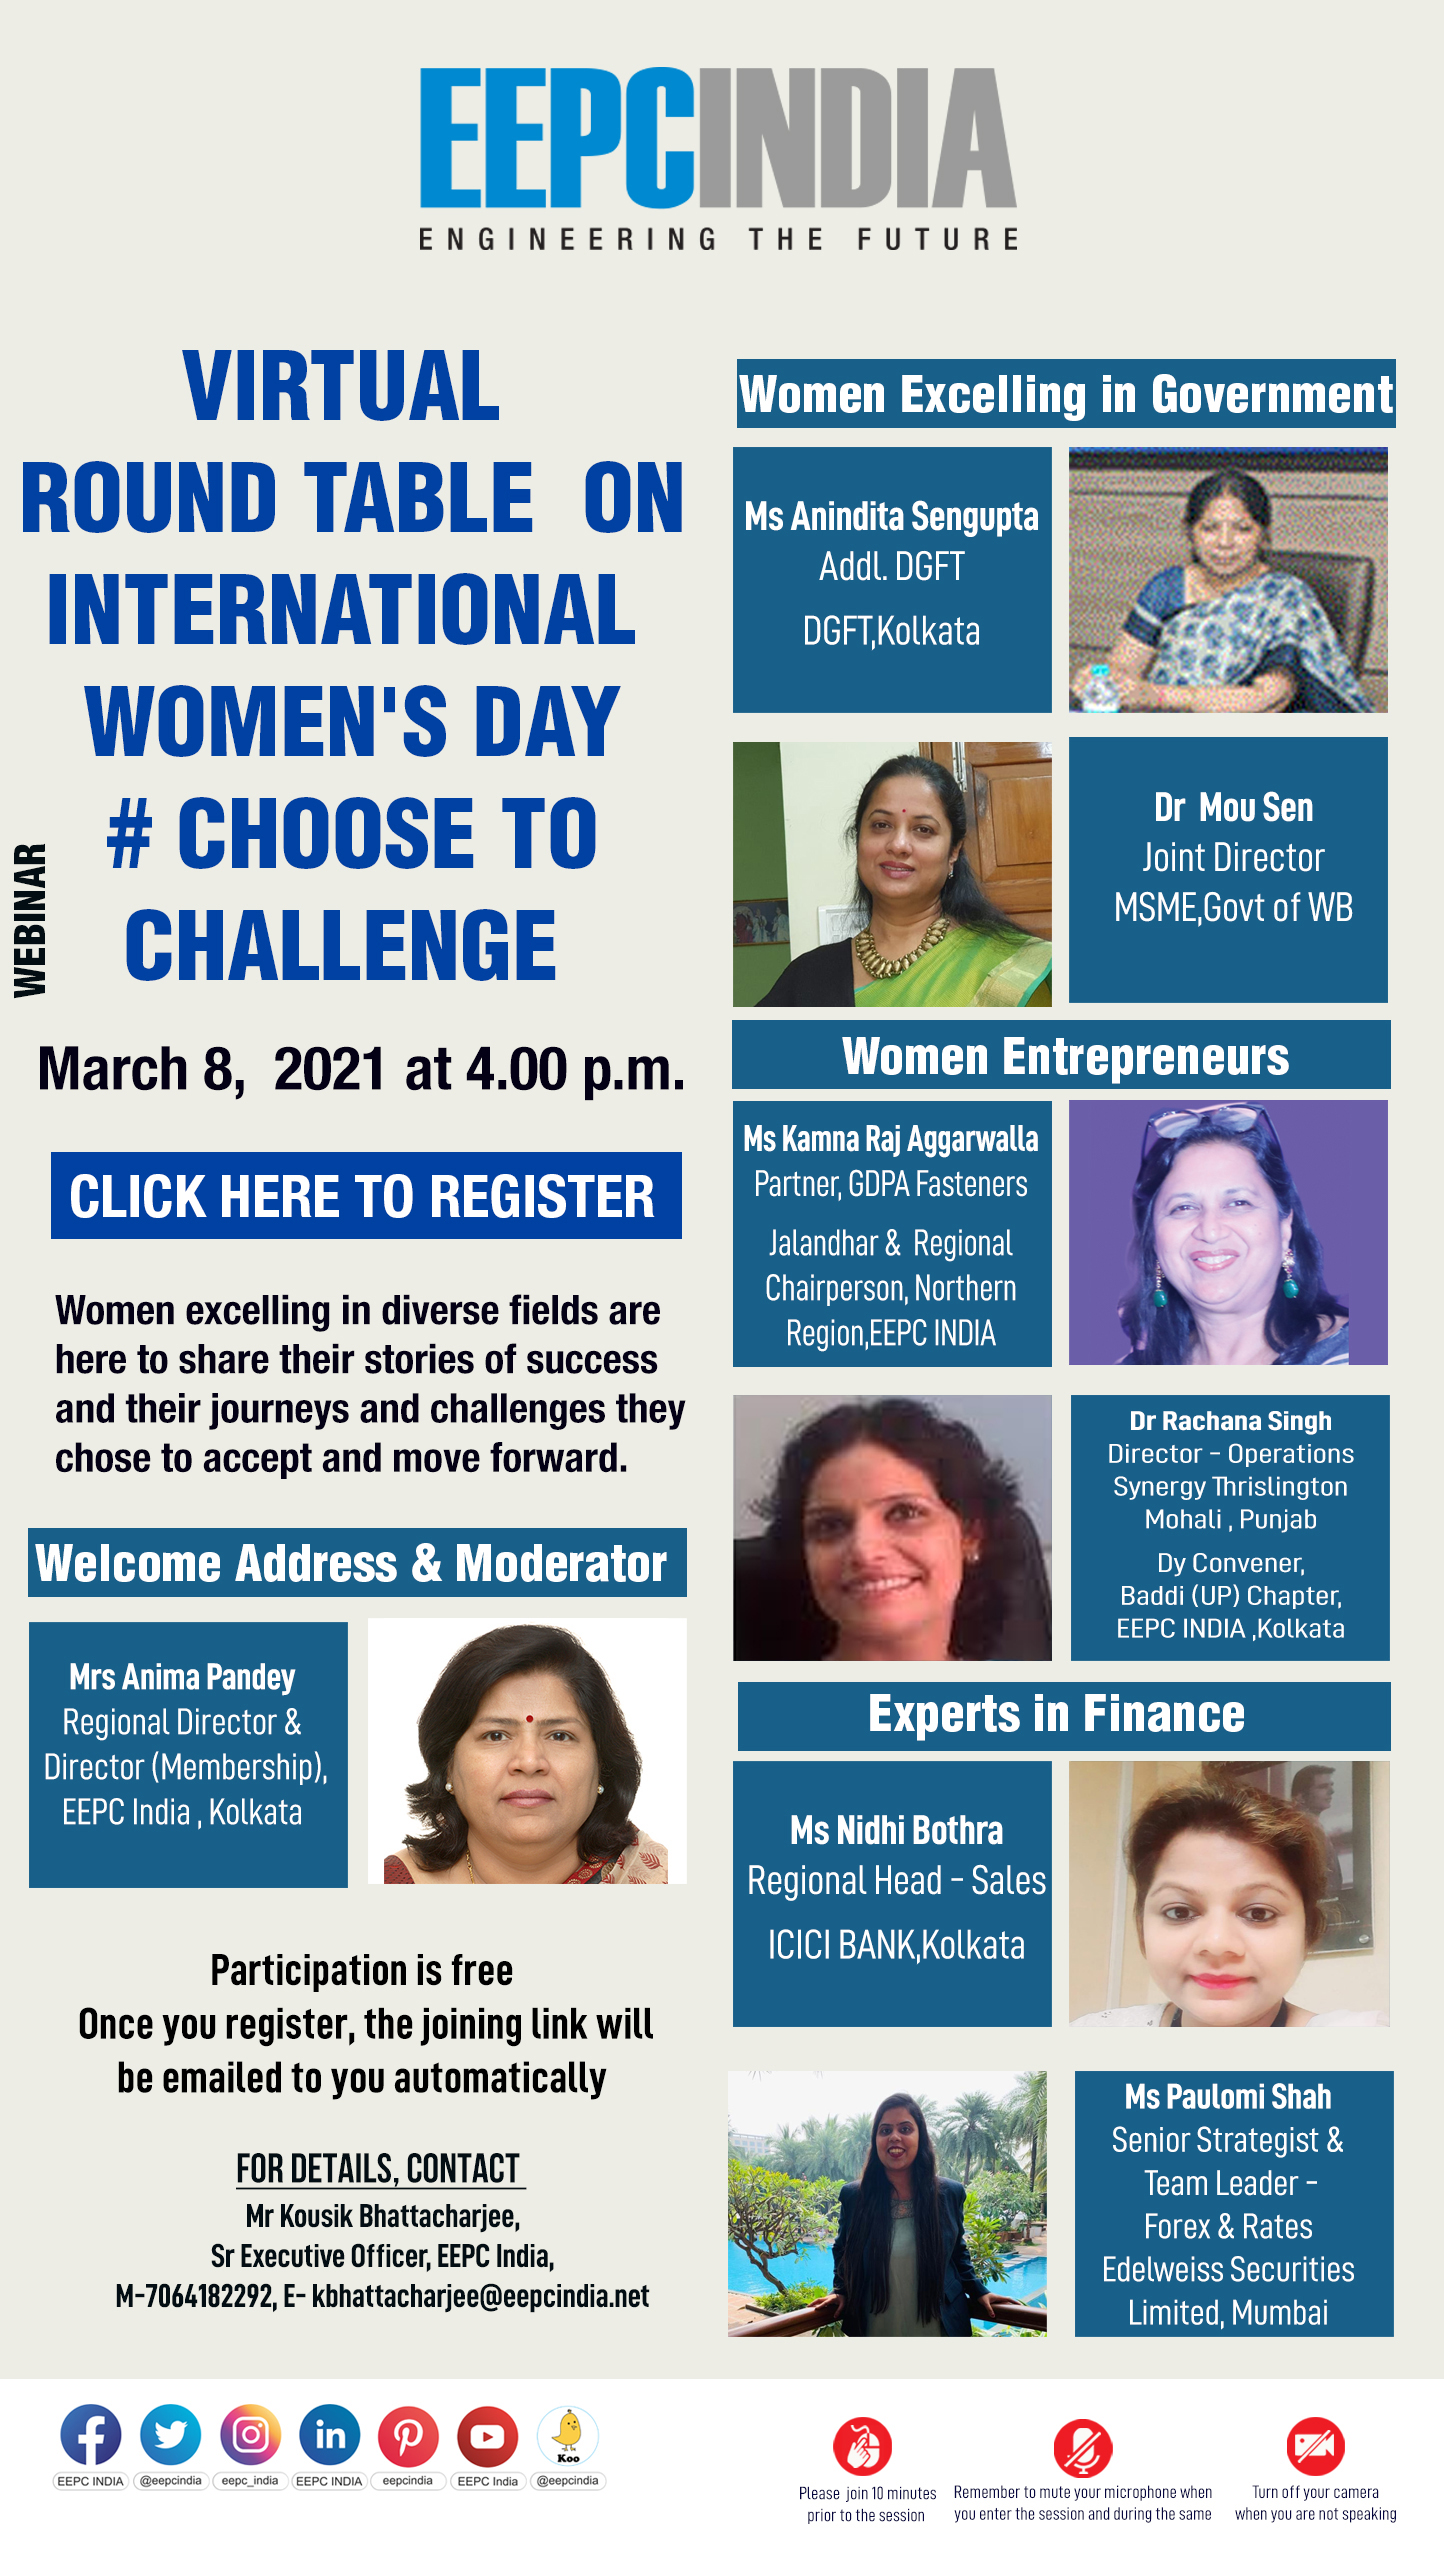 EEPCINDIA
ENGINEERING THE FUTURE
VIRTUAL
ROUND TABLE ON
INTERNATIONAL
WOMEN'S DAY
# CHOOSE TO
CHALLENGE
WEBINAR
March 8, 2021 at 4.00 p.m.
CLICK HERE TO REGISTER
Women excelling in diverse fields are
here to share their stories of success
and their journeys and challenges they
chose to accept and move forward.
Welcome Address & Moderator
Mrs Anima Pandey
Regional Director &
Director (Membership),
EEPC India , Kolkata
Participation is free
Once you register, the joining link will
be emailed to you automatically
FOR DETAILS, CONTACT
Mr Kousik Bhattacharjee,
Sr Executive Officer, EEPC India,
M-7064182292, E- kbhattacharjee@eepcindia.net
Women Excelling in Government
Ms Anindita Sengupta
Addl. DGFT
DGFT,Kolkata
Dr Mou Sen
Joint Director
MSME,Govt of WB
Women Entrepreneurs
Ms Kamna Raj Aggarwalla
Partner, GDPA Fasteners
Jalandhar & Regional
Chairperson, Northern
Region,EEPC INDIA
Dr Rachana Singh
Director - Operations
Synergy Thrislington
Mohali , Punjab
Dy Convener,
Baddi (UP) Chapter,
EEPC INDIA ,Kolkata
Experts in Finance
Ms Nidhi Bothra
Regional Head - Sales
ICICI BANK,Kolkata
Ms Paulomi Shah
Senior Strategist &
Team Leader -
Forex & Rates
Edelweiss Securities
Limited, Mumbai
Koo
EEPC INDIA @eepcindia eepc_india EEPC INDIA eepcindia EEPC India @eepcindia
Please join 10 minutes
prior to the session
Remember to mute your microphone when
you enter the session and during the same
Turn off your camera
when you are not speaking